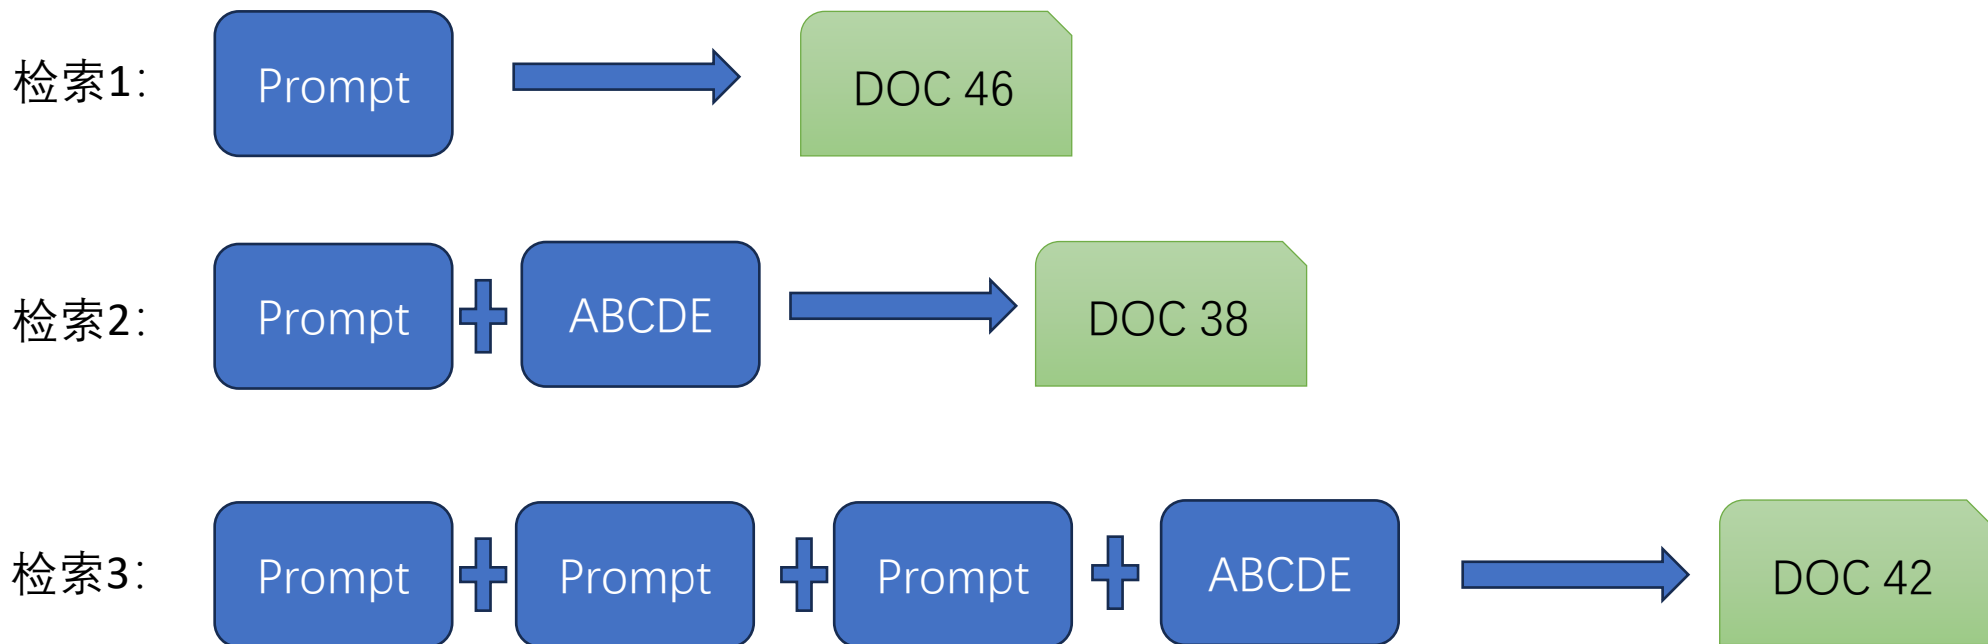 检索1: Prompt DOC 46
检索2: Prompt ABCDE DOC 38
检索3: Prompt Prompt Prompt ABCDE DOC 42